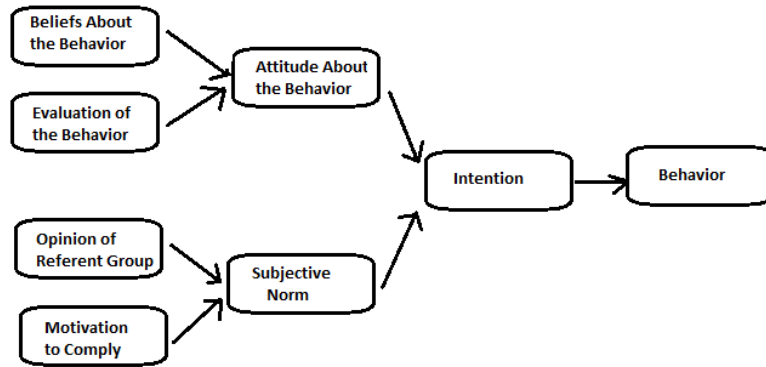 Beliefs About
the Behavior
Evaluation of
the Behavior
Attitude About
the Behavior
Opinion of
Referent Group
Motivation
to Comply
Subjective
Norm
Intention
Behavior